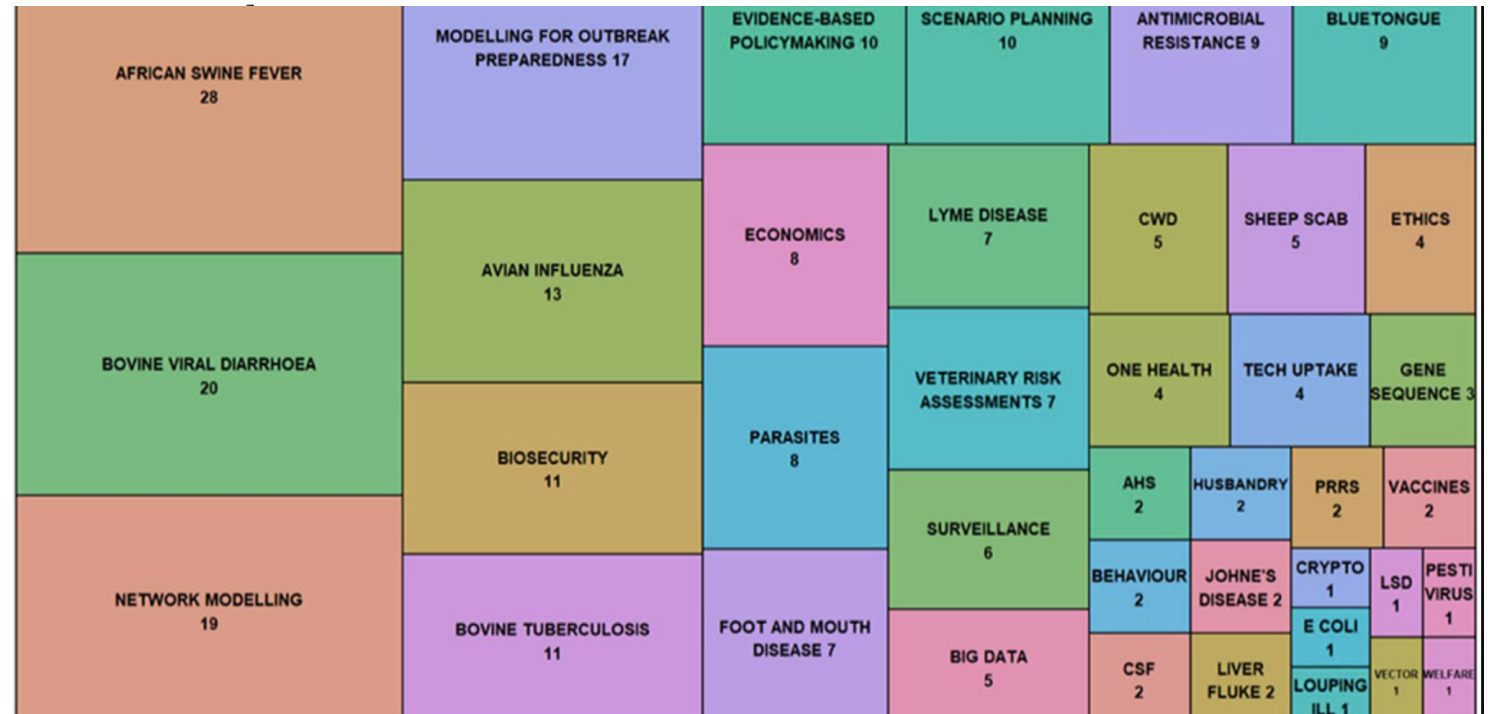 AFRICAN SWINE FEVER
28
BOVINE VIRAL DIARRHOEA
20
NETWORK MODELLING
19
MODELLING FOR OUTBREAK
PREPAREDNESS 17
AVIAN INFLUENZA
13
BIOSECURITY
11
BOVINE TUBERCULOSIS
11
EVIDENCE-BASED
POLICYMAKING 10
SCENARIO PLANNING
10
ANTIMICROBIAL
RESISTANCE 9
BLUETONGUE
9
ECONOMICS
8
PARASITES
8
FOOT AND MOUTH
DISEASE 7
LYME DISEASE
7
VETERINARY RISK
ASSESSMENTS 7
SURVEILLANCE
6
BIG DATA
5
CWD
5
SHEEP SCAB
5
ETHICS
4
ONE HEALTH
4
TECH UPTAKE
4
GENE
SEQUENCE 3
AHS
2
HUSBANDRY
2
PRRS
2
VACCINES
2
BEHAVIOUR
2
JOHNE'S
DISEASE 2
CSF
2
LIVER
FLUKE 2
CRYPTO
1
E COLI
1
LOUPING
ILL 1
LSD
1
PESTI
VIRUS
1
VECTOR
1
WELFARE
1